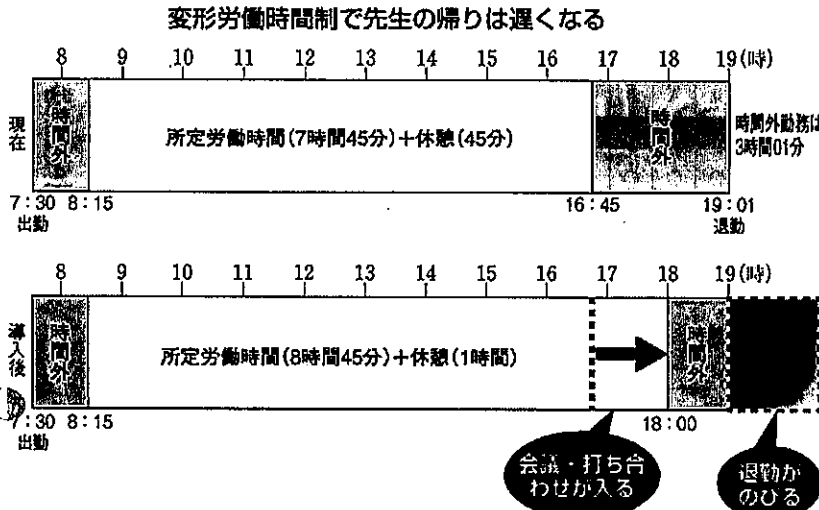 変形労働時間制で先生の帰りは遅くなる
8 9 10 11 12 13 14 15 16 17 18 19(時)
現在
時間外
所定労働時間(7時間45分)+休憩(45分)
時間外
時間外勤務は
3時間01分
7:30 8:15 16:45 19:01
出勤 退勤
8 9 10 11 12 13 14 15 16 17 18 19(時)
導入後
時間外
所定労働時間(8時間45分)+休憩(1時間)
時間外
7:30 8:15 18:00
出勤
会議・打ち合
わせが入る
退勤が
のびる